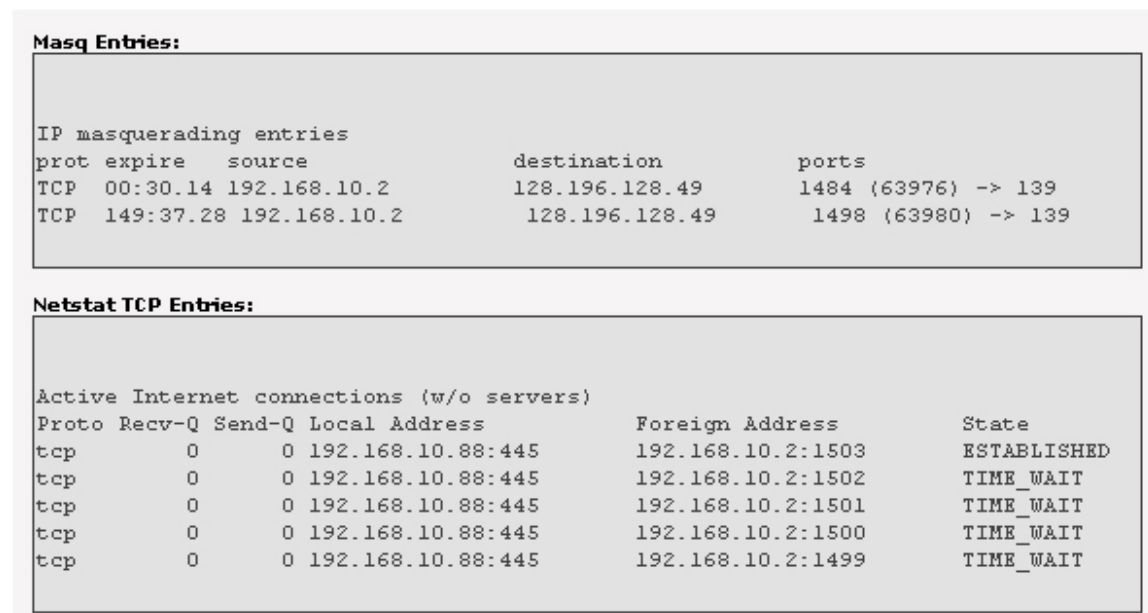 Masq Entries:
IP masquerading entries
prot expire source destination ports
TCP 00:30.14 192.168.10.2 128.196.128.49 1484 (63976) -> 139
TCP 149:37.28 192.168.10.2 128.196.128.49 1498 (63980) -> 139
Netstat TCP Entries:
Active Internet connections (w/o servers)
Proto Recv-Q Send-Q Local Address Foreign Address State
tcp 0 0 192.168.10.88:445 192.168.10.2:1503 ESTABLISHED
tcp 0 0 192.168.10.88:445 192.168.10.2:1502 TIME_WAIT
tcp 0 0 192.168.10.88:445 192.168.10.2:1501 TIME_WAIT
tcp 0 0 192.168.10.88:445 192.168.10.2:1500 TIME_WAIT
tcp 0 0 192.168.10.88:445 192.168.10.2:1499 TIME_WAIT